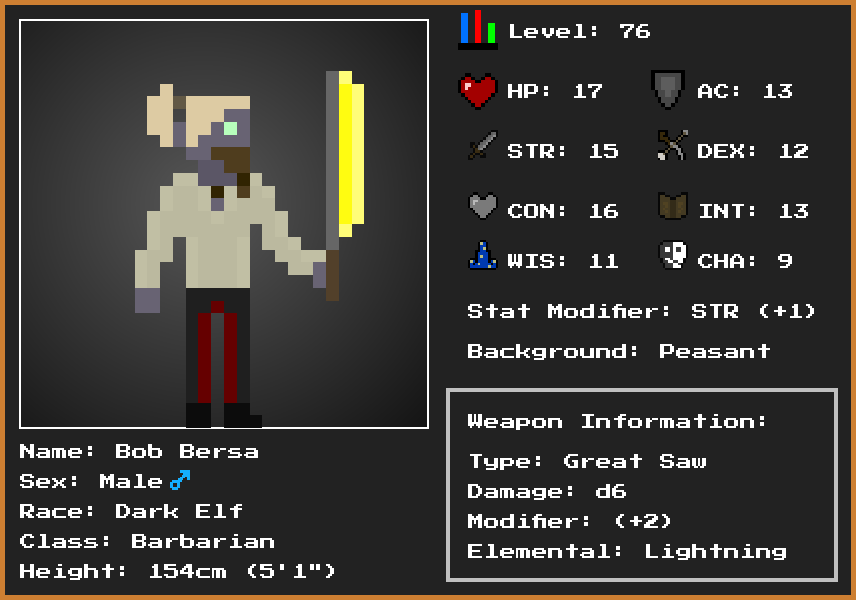 Level: 76
HP: 17
AC: 13
STR: 15
DEX: 12
CON: 16
INT: 13
WIS: 11
CHA: 9
Stat Modifier: STR (+1)
Background: Peasant
Weapon Information:
Type: Great Saw
Damage: d6
Modifier: (+2)
Elemental: Lightning
Name: Bob Bersa
Sex: Male ♂
Race: Dark Elf
Class: Barbarian
Height: 154cm (5'1")